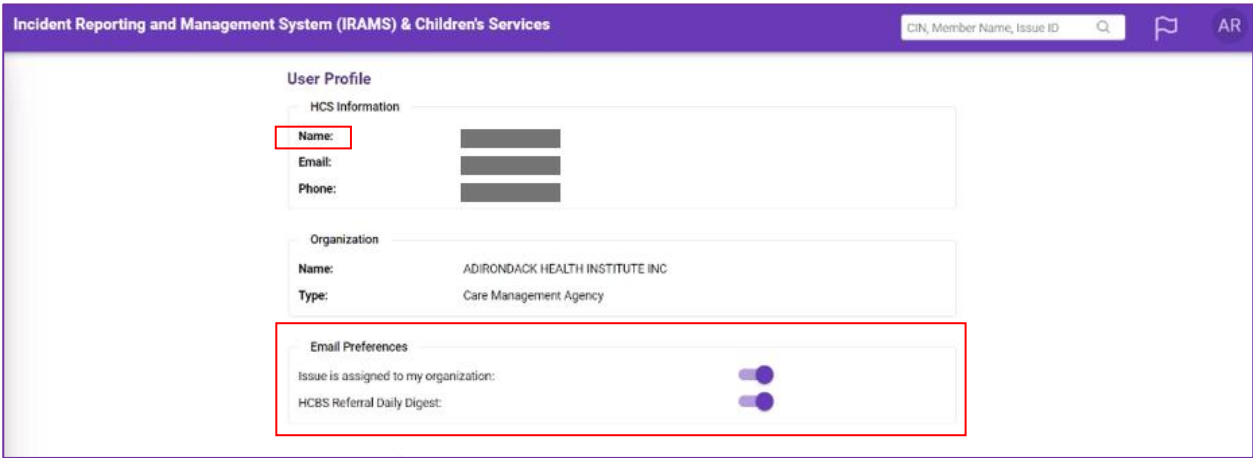 Incident Reporting and Management System (IRAMS) & Children's Services
CIN, Member Name, Issue ID
AR
User Profile
HCS Information
Name:
Email:
Phone:
Organization
Name: ADIRONDACK HEALTH INSTITUTE INC
Type: Care Management Agency
Email Preferences
Issue is assigned to my organization:
HCBS Referral Daily Digest: